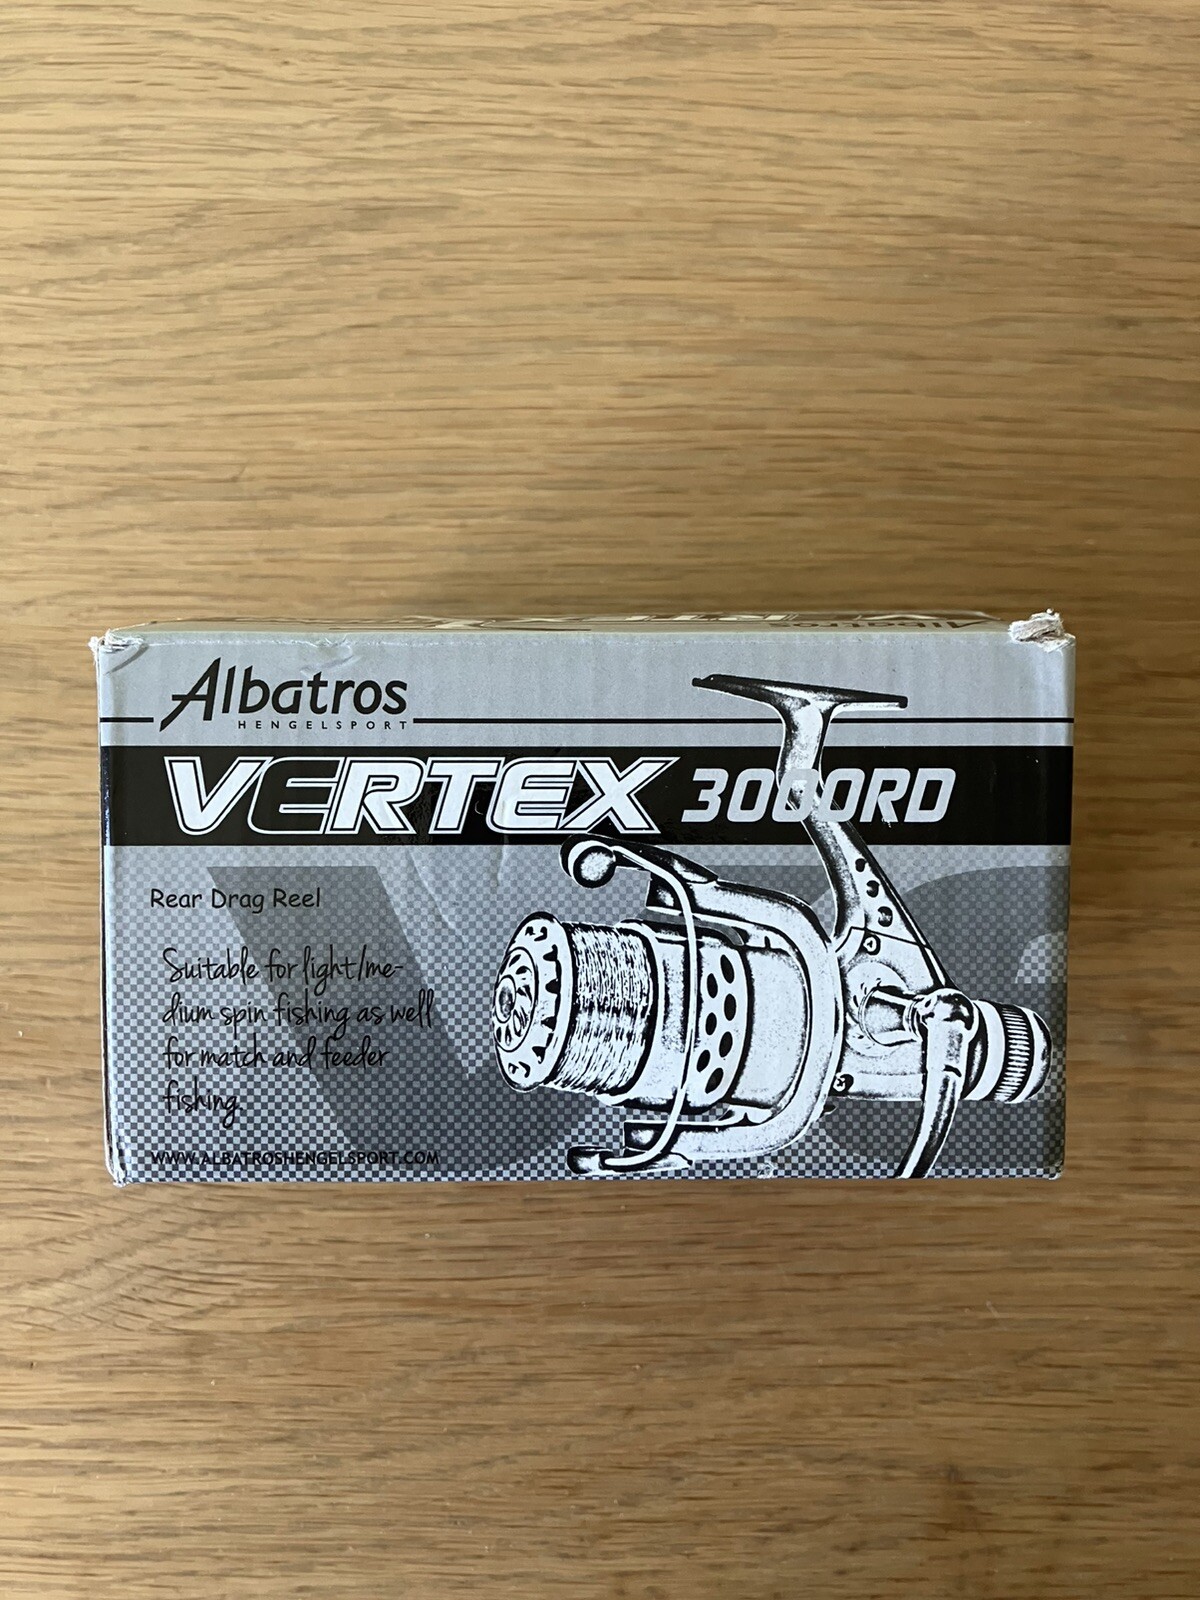 Albatros
HENGELSPORT
VERTEX 3000RD
Rear Drag Reel
Suitable for light/me-
dium spin fishing as well
for match and feeder
fishing.
WWW.ALBATROSHENGELSPORT.COM